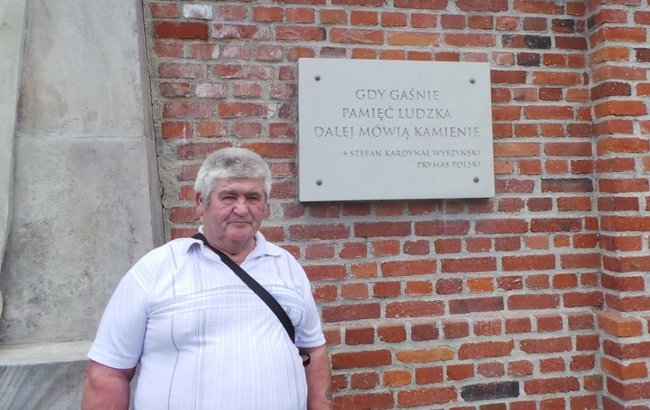 GDY GAŚNIE
PAMIĘĆ LUDZKA
DALEJ MÓWIĄ KAMIENIE
+ STEFAN KARDYNAŁ WYSZYŃSKI
PRYMAS POLSKI